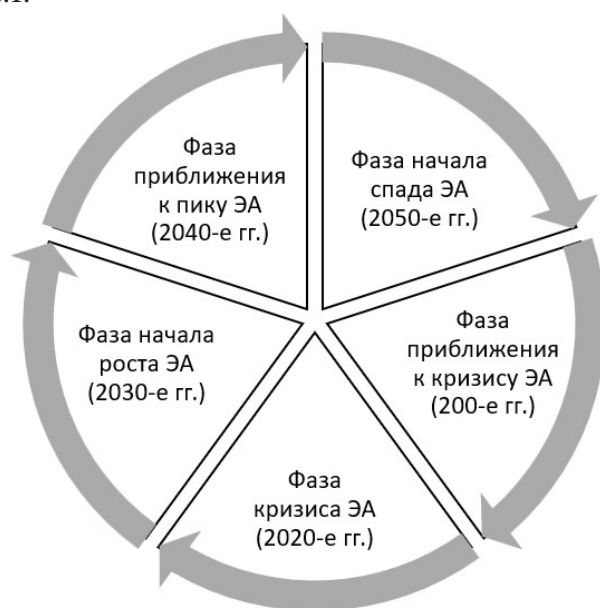 Фаза
приближения
к пику ЭА
(2040-е гг.)
Фаза начала
спада ЭА
(2050-е гг.)
Фаза начала
роста ЭА
(2030-е гг.)
Фаза
приближения
к кризису ЭА
(200-е гг.)
Фаза
кризиса ЭА
(2020-е гг.)